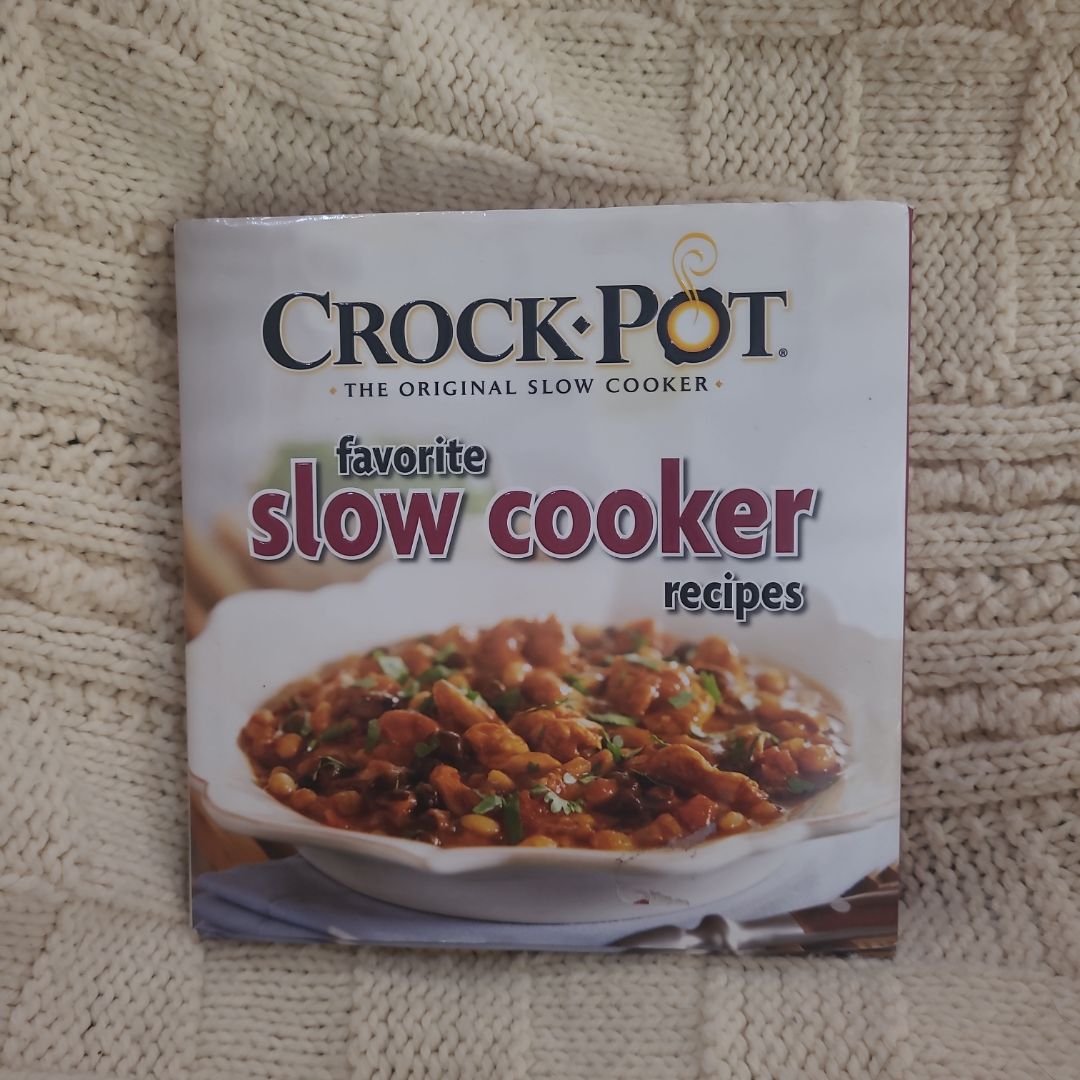 CROCK·POT®
· THE ORIGINAL SLOW COOKER ·
favorite
slow cooker
recipes